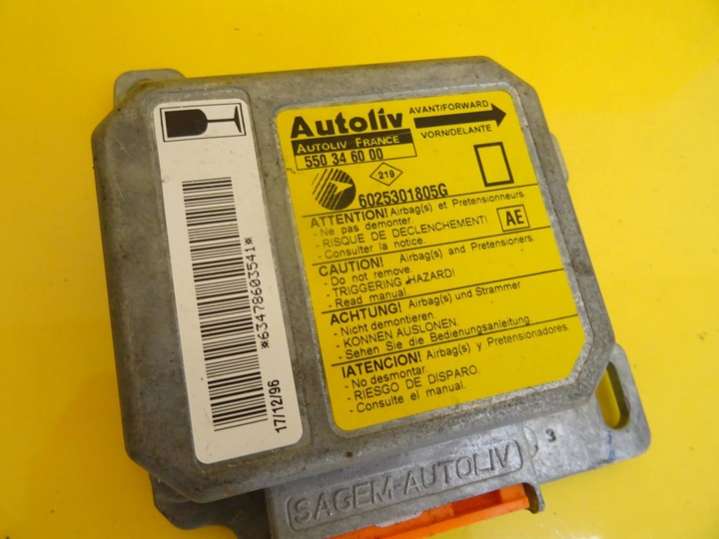 *63478603541*
17/12/96
Autoliv
AUTOLIV FRANCE
550 34 60 00
AVANT/FORWARD
VORN/DELANTE
219
6025301805G
ATTENTION! Airbag(s) et Pretensionneurs
- Ne pas demonter.
- RISQUE DE DECLENCHEMENT!
- Consulter la notice.
AE
CAUTION! Airbag(s) and Pretensioners.
- Do not remove.
- TRIGGERING HAZARD!
- Read manual
ACHTUNG! Airbag(s) und Strammer
- Nicht demontieren.
- KONNEN AUSLONEN.
- Sehen Sie die Bedienungsanleitung
IATENCION! Airbag(s) y Pretensionadores.
- No desmontar.
- RIESGO DE DISPARO.
- Consulte el manual.
SAGEM-AUTOLIV
3